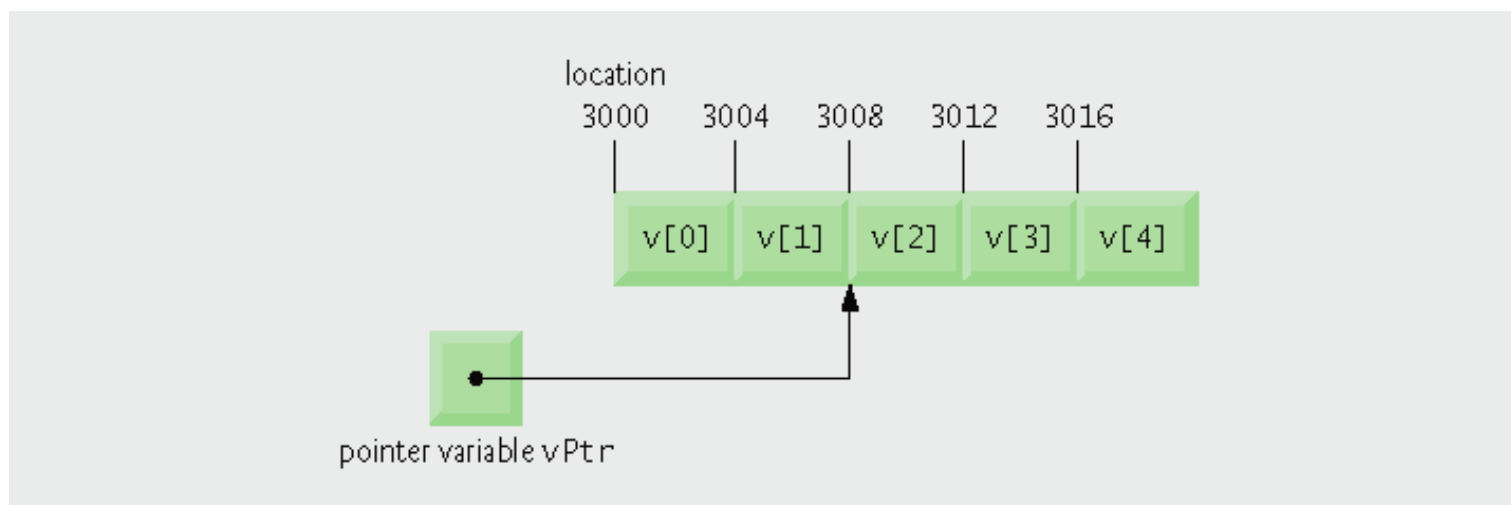 location
3000 3004 3008 3012 3016
v[0] v[1] v[2] v[3] v[4]
pointer variable vPtr